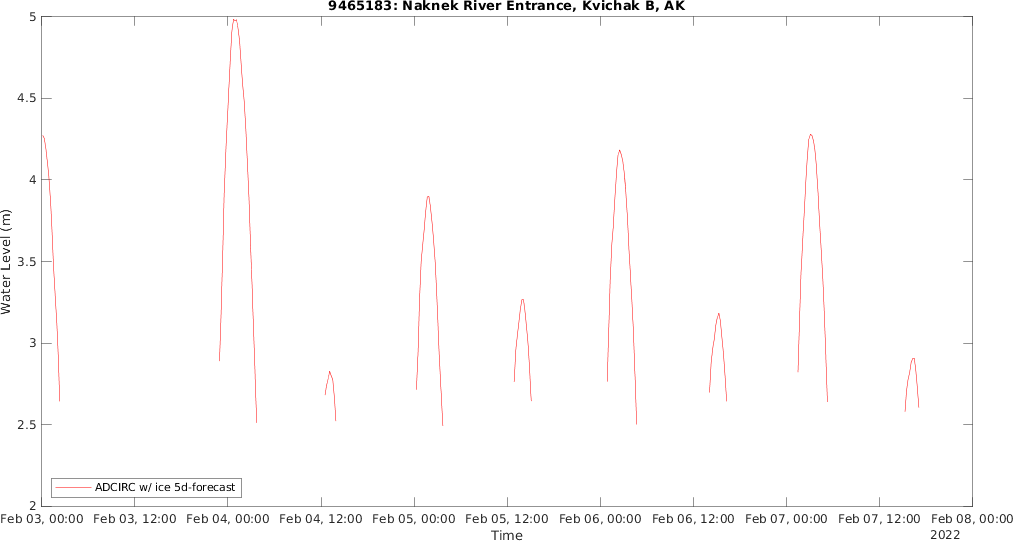 9465183: Naknek River Entrance, Kvichak B, AK
5
4.5
4
3.5
3
2.5
2
Water Level (m)
ADCIRC w/ ice 5d-forecast
Feb 03, 00:00 Feb 03, 12:00 Feb 04, 00:00 Feb 04, 12:00 Feb 05, 00:00 Feb 05, 12:00 Feb 06, 00:00 Feb 06, 12:00 Feb 07, 00:00 Feb 07, 12:00 Feb 08, 00:00
Time
2022